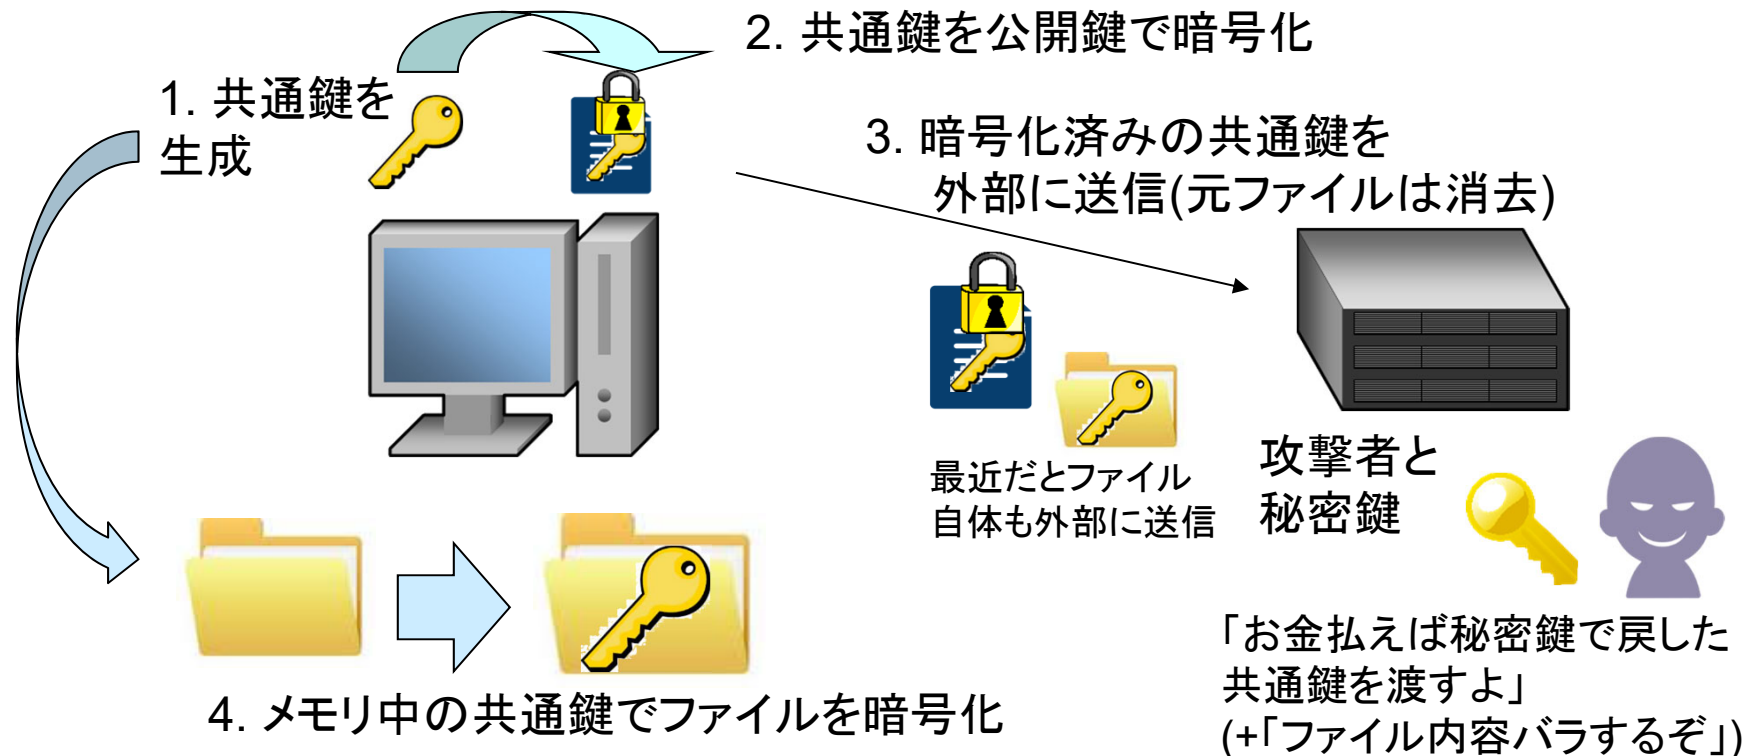 2. 共通鍵を公開鍵で暗号化
1. 共通鍵を
生成
3. 暗号化済みの共通鍵を
外部に送信(元ファイルは消去)
最近だとファイル
自体も外部に送信
攻撃者と
秘密鍵
4. メモリ中の共通鍵でファイルを暗号化
「お金払えば秘密鍵で戻した
共通鍵を渡すよ」
(+「ファイル内容バラするぞ」)